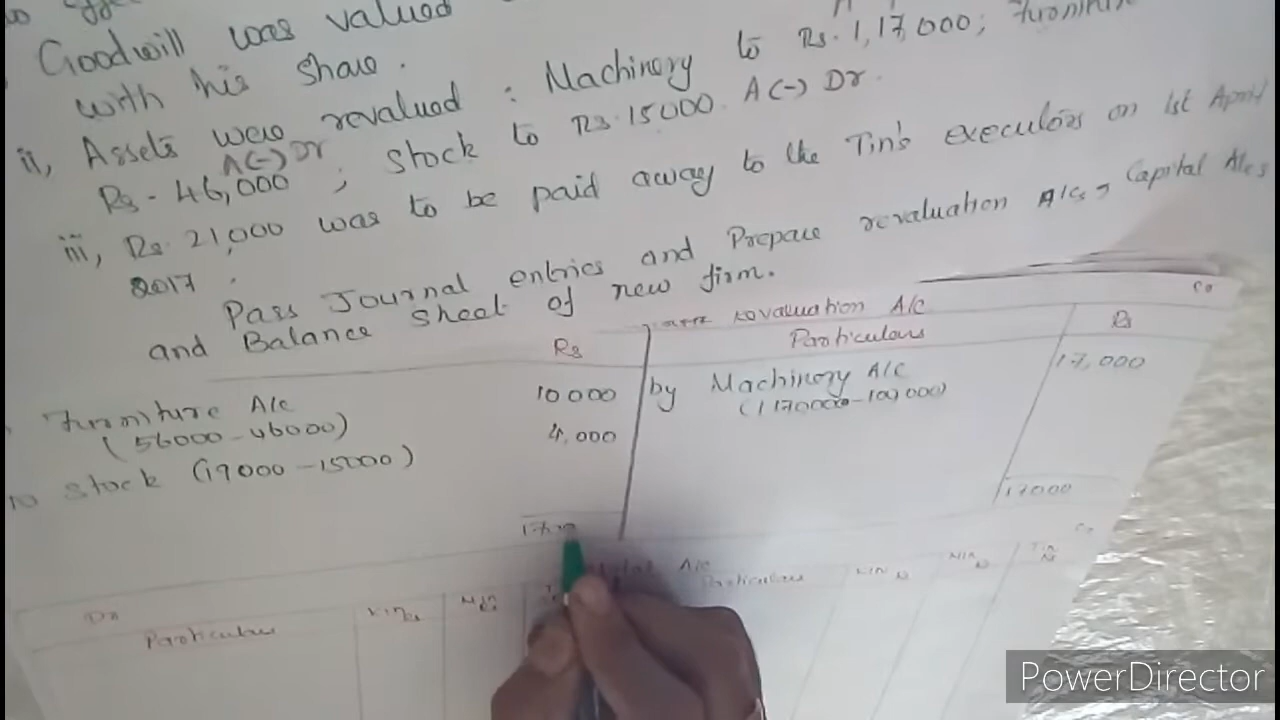 Goodwill was valued
with his share.
ii, Assets were revalued : Machinery to Rs. 1,17,000; Furniture
A(-) Dr
Rs - 46,000 ; stock to Rs. 15000 A(-) Dr.
iii, Rs. 21,000 was to be paid away to the Tin's executors on 1st April
2017.
Pass Journal entries and Prepare revaluation A/cs, Capital A/cs
and Balance sheet of new firm.
revaluation A/C
Rs
Particulars
Rs
Furniture A/c
10000
by Machinery A/C
17,000
(56000-46000)
(117000-100000)
4,000
to stock (19000-15000)
17000
Dr
Particulars
A/C
Particulars
PowerDirector